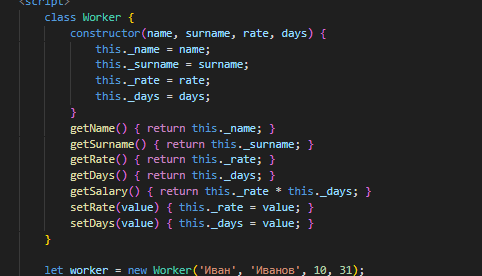 <script>
class Worker {
constructor(name, surname, rate, days) {
this._name = name;
this._surname = surname;
this._rate = rate;
this._days = days;
}
getName() { return this._name; }
getSurname() { return this._surname; }
getRate() { return this._rate; }
getDays() { return this._days; }
getSalary() { return this._rate * this._days; }
setRate(value) { this._rate = value; }
setDays(value) { this._days = value; }
}
let worker = new Worker('Иван', 'Иванов', 10, 31);